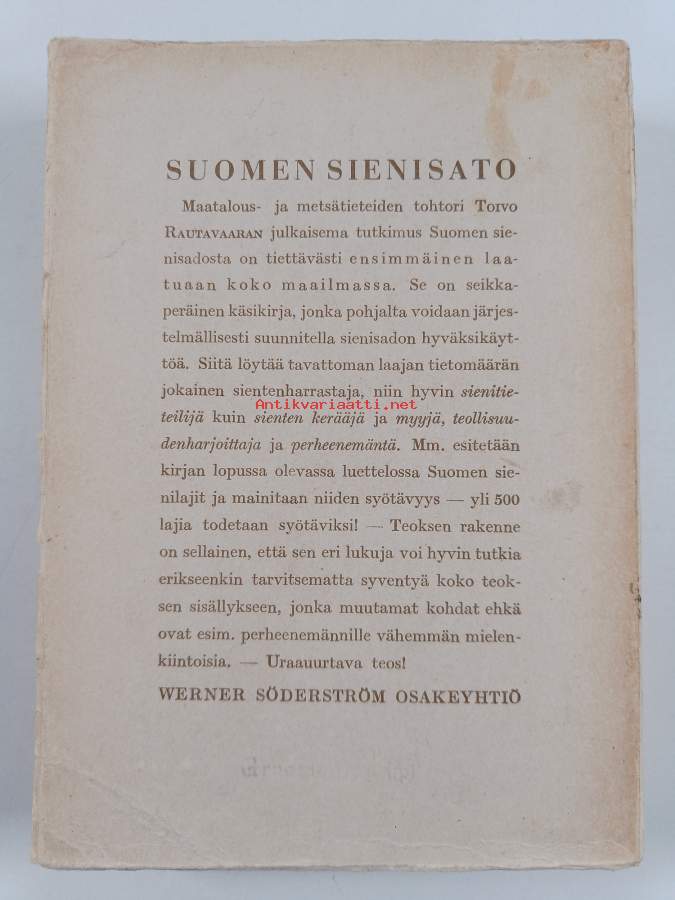 SUOMEN SIENISATO
Maatalous- ja metsätieteiden tohtori TOIVO
RAUTAVAARAN julkaisema tutkimus Suomen sie-
nisadosta on tiettävästi ensimmäinen laa-
tuaan koko maailmassa. Se on seikka-
peräinen käsikirja, jonka pohjalta voidaan järjes-
telmällisesti suunnitella sienisadon hyväksikäyt-
töä. Siitä löytää tavattoman laajan tietomäärän
jokainen sientenharrastaja, niin hyvin sienitie-
Antikvariaatti.net
teilijä kuin sienten kerääjä ja myyjä, teollisuu-
denharjoittaja ja perheenemäntä. Mm. esitetään
kirjan lopussa olevassa luettelossa Suomen sie-
nilajit ja mainitaan niiden syötävyys — yli 500
lajia todetaan syötäviksi! — Teoksen rakenne
on sellainen, että sen eri lukuja voi hyvin tutkia
erikseenkin tarvitsematta syventyä koko teok-
sen sisällykseen, jonka muutamat kohdat ehkä
ovat esim. perheenemännille vähemmän mielen-
kiintoisia. — Uraauurtava teos!
WERNER SÖDERSTRÖM OSAKEYHTIÖ